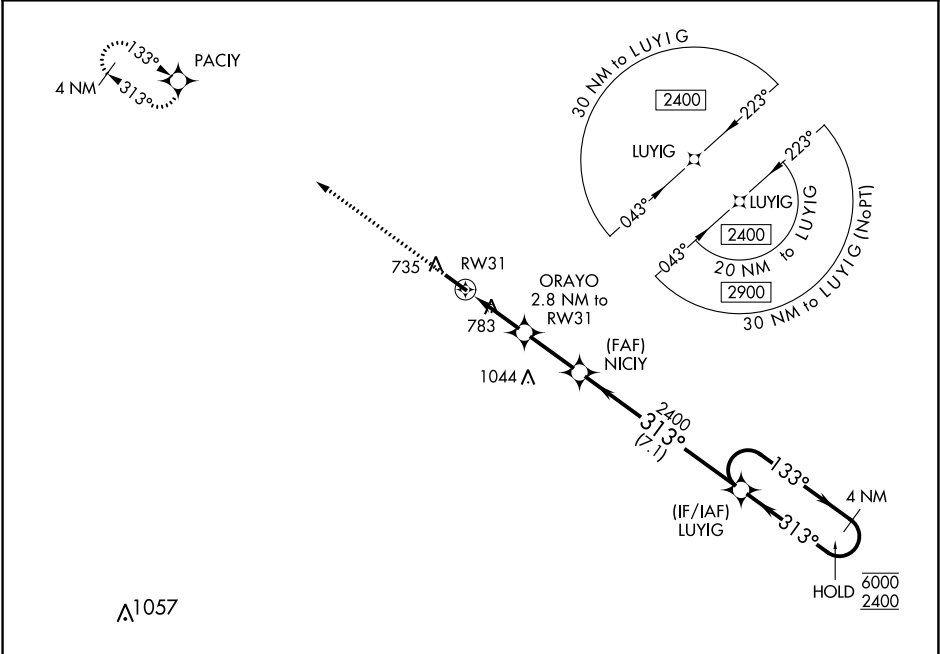 133°
PACIY
4 NM
313°
30 NM to LUYIG
2400
223°
LUYIG
043°
223°
LUYIG
043°
2400
20 NM to LUYIG
2900
30 NM to LUYIG (NoPT)
735
RW31
ORAYO
2.8 NM to
RW31
783
(FAF)
NICIY
1044
2400
313°
(7.1)
133°
4 NM
(IF/IAF)
LUYIG
313°
HOLD
6000
2400
1057